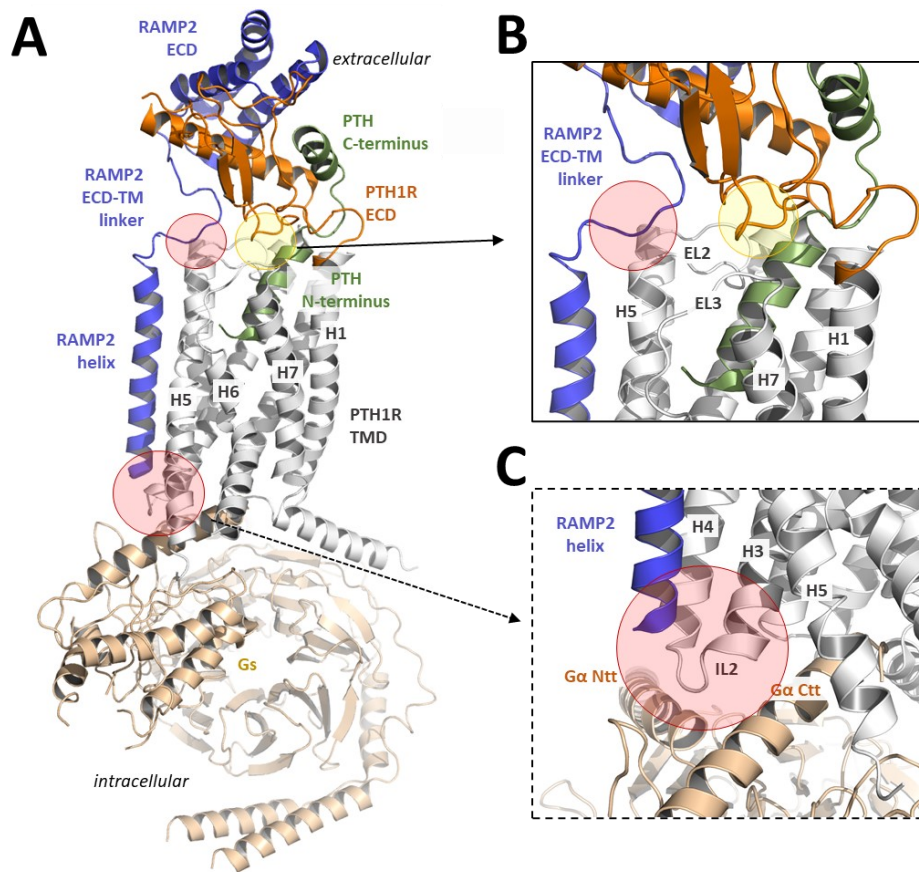 A
RAMP2
ECD
extracellular
PTH
C-terminus
RAMP2
ECD-TM
linker
PTH1R
ECD
PTH
N-terminus
RAMP2
helix
H1
H7
H6
H5
PTH1R
TMD
Gs
intracellular
B
RAMP2
ECD-TM
linker
EL2
EL3
H5
H1
H7
C
RAMP2
helix
H4
H3
H5
IL2
Gα Ntt
Gα Ctt